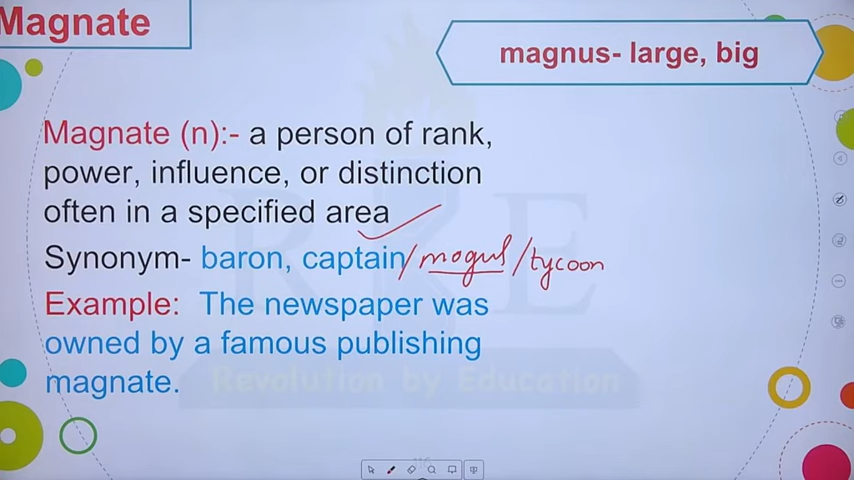 Magnate
magnus- large, big
Magnate (n):- a person of rank,
power, influence, or distinction
often in a specified area
Synonym- baron, captain/mogul/tycoon
Example: The newspaper was
owned by a famous publishing
magnate.
RE
Revolution by Education